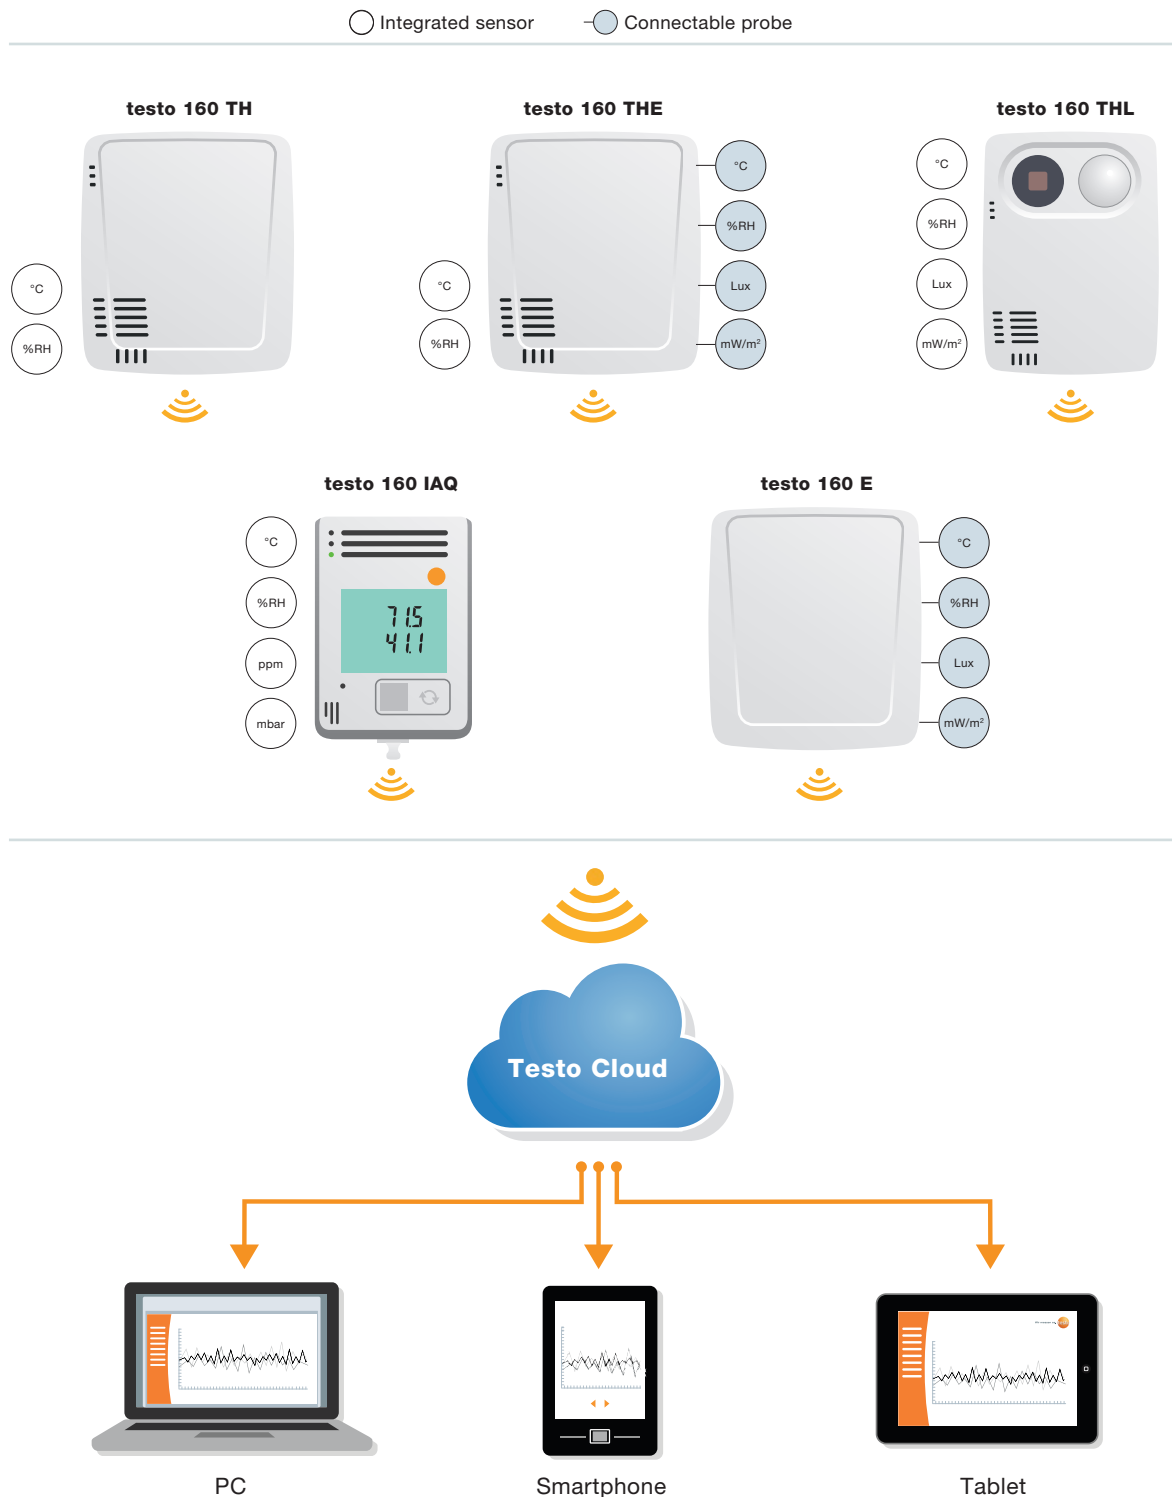 Integrated sensor
Connectable probe
testo 160 TH
testo 160 THE
testo 160 THL
°C
%RH
°C
%RH
°C
%RH
Lux
mW/m²
°C
%RH
Lux
mW/m²
testo 160 IAQ
testo 160 E
°C
%RH
ppm
mbar
71.5
41.1
°C
%RH
Lux
mW/m²
Testo Cloud
PC
Smartphone
Tablet